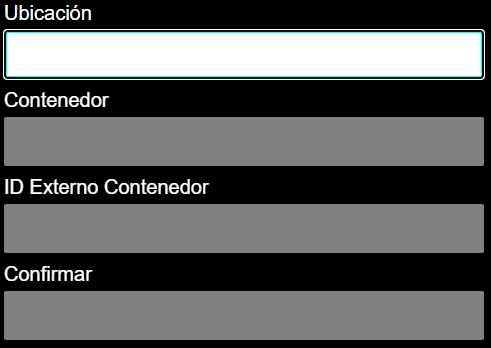 Ubicación
Contenedor
ID Externo Contenedor
Confirmar